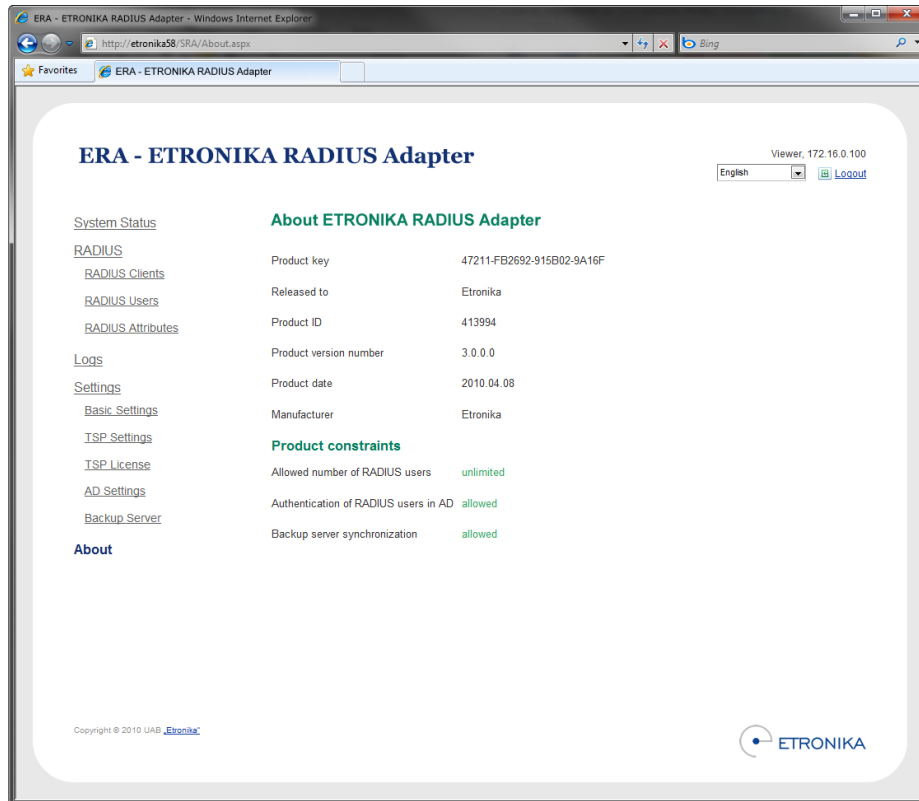 ERA - ETRONIKA RADIUS Adapter - Windows Internet Explorer
http://etronika58/SRA/About.aspx
Bing
Favorites
ERA - ETRONIKA RADIUS Adapter
ERA - ETRONIKA RADIUS Adapter
Viewer, 172.16.0.100
English
Logout
System Status
RADIUS
RADIUS Clients
RADIUS Users
RADIUS Attributes
Logs
Settings
Basic Settings
TSP Settings
TSP License
AD Settings
Backup Server
About
About ETRONIKA RADIUS Adapter
Product key 47211-FB2692-915B02-9A16F
Released to Etronika
Product ID 413994
Product version number 3.0.0.0
Product date 2010.04.08
Manufacturer Etronika
Product constraints
Allowed number of RADIUS users unlimited
Authentication of RADIUS users in AD allowed
Backup server synchronization allowed
Copyright © 2010 UAB „Etronika“
ETRONIKA